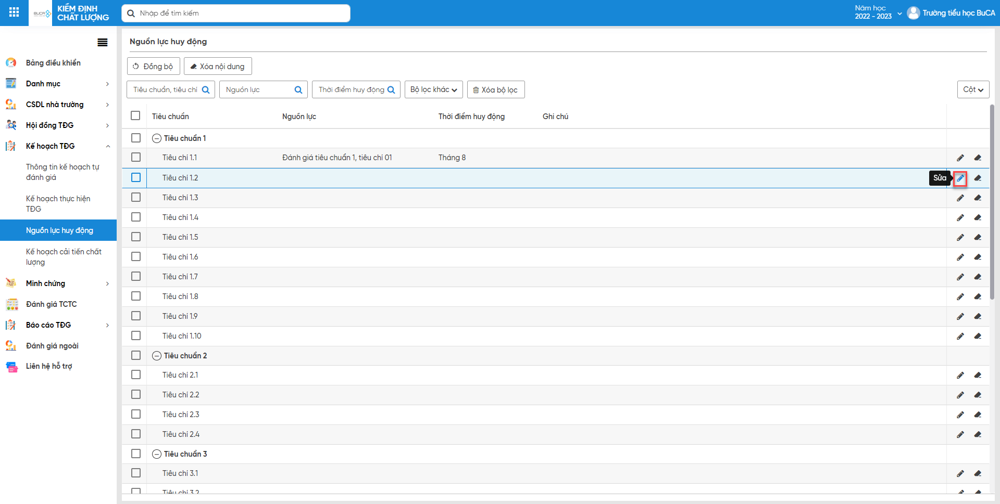 BUCA
KIỂM ĐỊNH
CHẤT LƯỢNG
Nhập để tìm kiếm
Năm học
2022 - 2023
Trường tiểu học BuCA
Bảng điều khiển
Danh mục
CSDL nhà trường
Hội đồng TĐG
Kế hoạch TĐG
Thông tin kế hoạch tự
đánh giá
Kế hoạch thực hiện
TĐG
Nguồn lực huy động
Kế hoạch cải tiến chất
lượng
Minh chứng
Đánh giá TCTC
Báo cáo TĐG
Đánh giá ngoài
Liên hệ hỗ trợ
Nguồn lực huy động
Đồng bộ
Xóa nội dung
Tiêu chuẩn, tiêu chí
Nguồn lực
Thời điểm huy động
Bộ lọc khác
Xóa bộ lọc
Cột
Tiêu chuẩn
Nguồn lực
Thời điểm huy động
Ghi chú
Tiêu chuẩn 1
Tiêu chí 1.1
Đánh giá tiêu chuẩn 1, tiêu chí 01
Tháng 8
Tiêu chí 1.2
Sửa
Tiêu chí 1.3
Tiêu chí 1.4
Tiêu chí 1.5
Tiêu chí 1.6
Tiêu chí 1.7
Tiêu chí 1.8
Tiêu chí 1.9
Tiêu chí 1.10
Tiêu chuẩn 2
Tiêu chí 2.1
Tiêu chí 2.2
Tiêu chí 2.3
Tiêu chí 2.4
Tiêu chuẩn 3
Tiêu chí 3.1
Tiêu chí 3.2